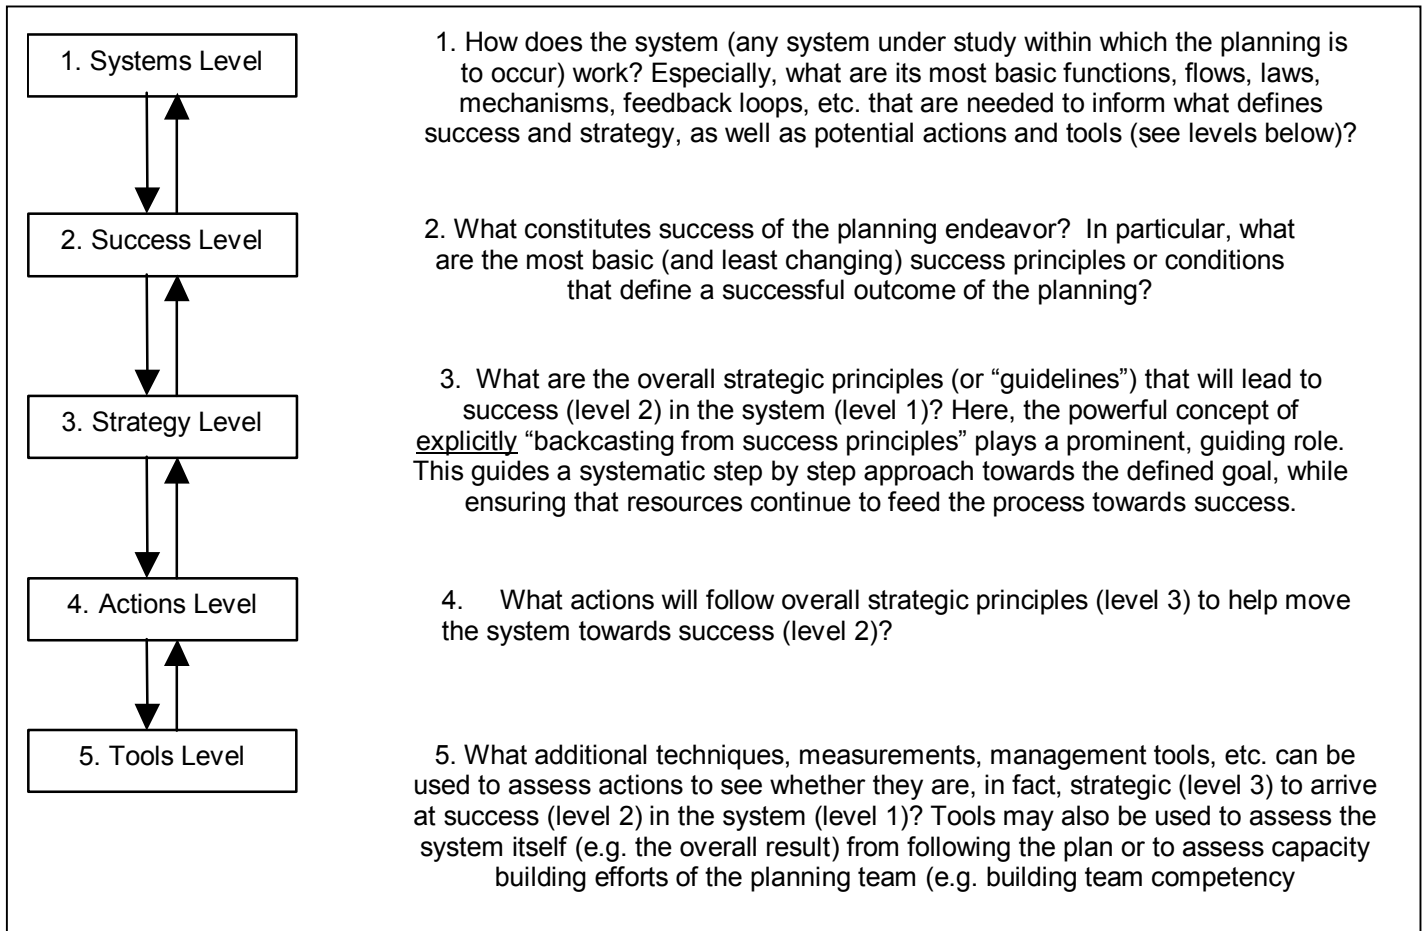 1. Systems Level
1. How does the system (any system under study within which the planning is
to occur) work? Especially, what are its most basic functions, flows, laws,
mechanisms, feedback loops, etc. that are needed to inform what defines
success and strategy, as well as potential actions and tools (see levels below)?
2. Success Level
2. What constitutes success of the planning endeavor?  In particular, what
are the most basic (and least changing) success principles or conditions
that define a successful outcome of the planning?
3. Strategy Level
3.  What are the overall strategic principles (or “guidelines”) that will lead to
success (level 2) in the system (level 1)? Here, the powerful concept of
explicitly “backcasting from success principles” plays a prominent, guiding role.
This guides a systematic step by step approach towards the defined goal, while
ensuring that resources continue to feed the process towards success.
4. Actions Level
4. What actions will follow overall strategic principles (level 3) to help move
the system towards success (level 2)?
5. Tools Level
5. What additional techniques, measurements, management tools, etc. can be
used to assess actions to see whether they are, in fact, strategic (level 3) to arrive
at success (level 2) in the system (level 1)? Tools may also be used to assess the
system itself (e.g. the overall result) from following the plan or to assess capacity
building efforts of the planning team (e.g. building team competency